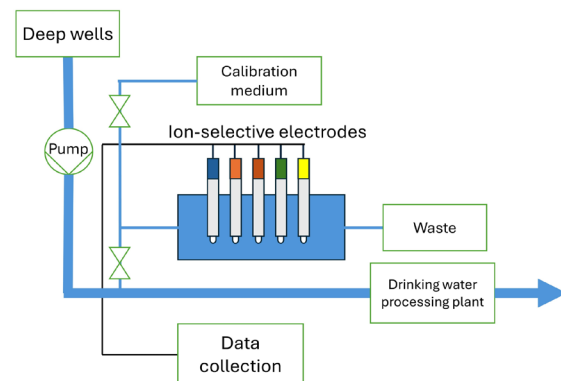 Deep wells
Calibration
medium
Ion-selective electrodes
Pump
Waste
Drinking water
processing plant
Data
collection